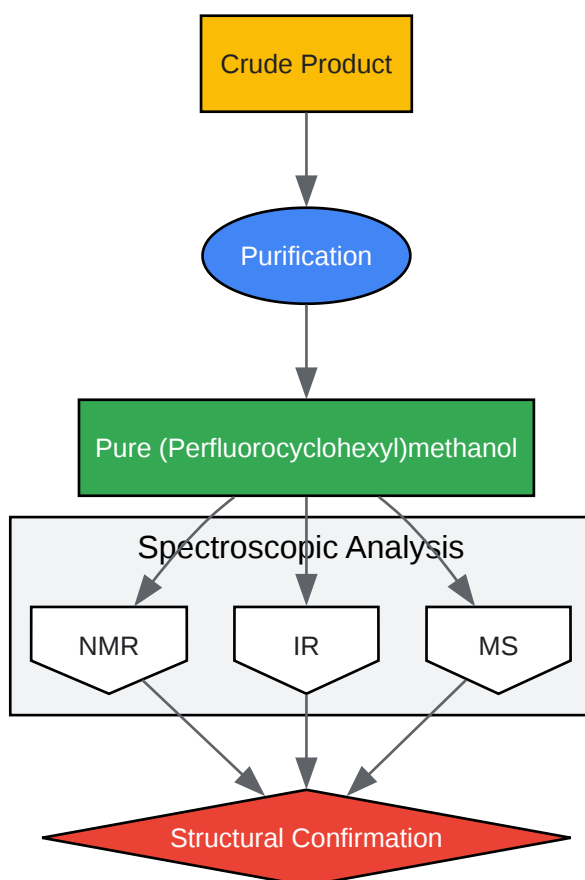 Crude Product
Purification
Pure (Perfluorocyclohexyl)methanol
Spectroscopic Analysis
NMR
IR
MS
Structural Confirmation